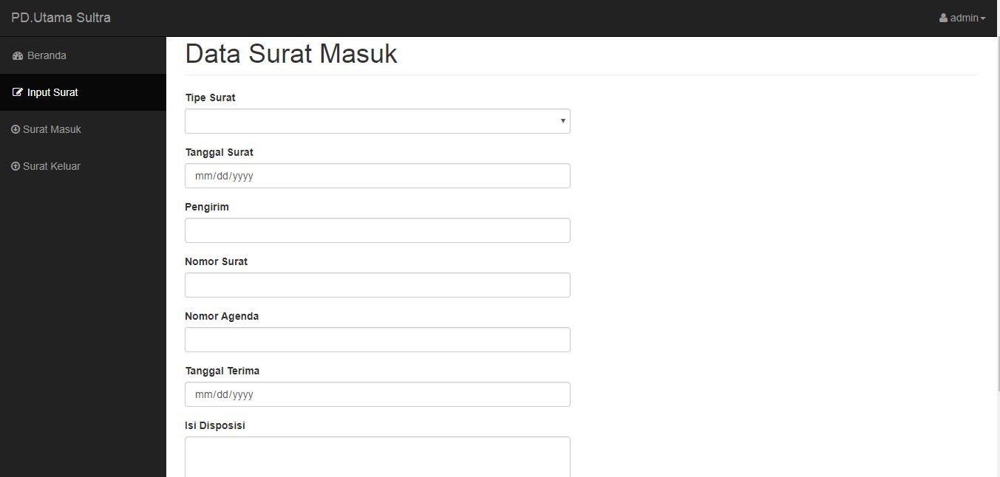 PD.Utama Sultra
admin
Beranda
Input Surat
Surat Masuk
Surat Keluar
Data Surat Masuk
Tipe Surat
Tanggal Surat
mm/dd/yyyy
Pengirim
Nomor Surat
Nomor Agenda
Tanggal Terima
mm/dd/yyyy
Isi Disposisi